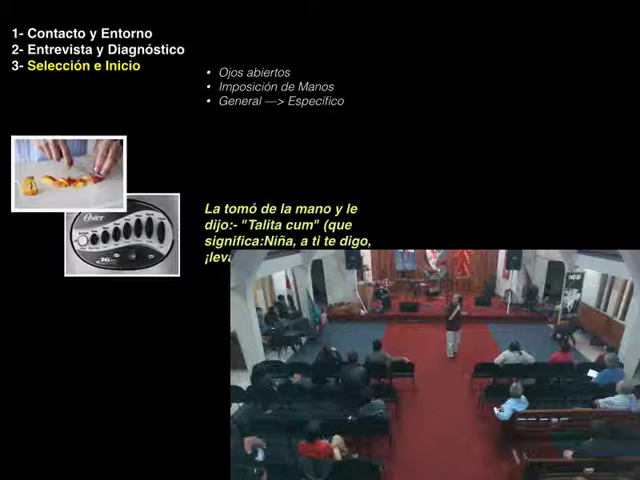 1- Contacto y Entorno
2- Entrevista y Diagnóstico
3- Selección e Inicio
• Ojos abiertos
• Imposición de Manos
• General —> Específico
Oster
La tomó de la mano y le
dijo:- "Talita cum" (que
significa:Niña, a ti te digo,